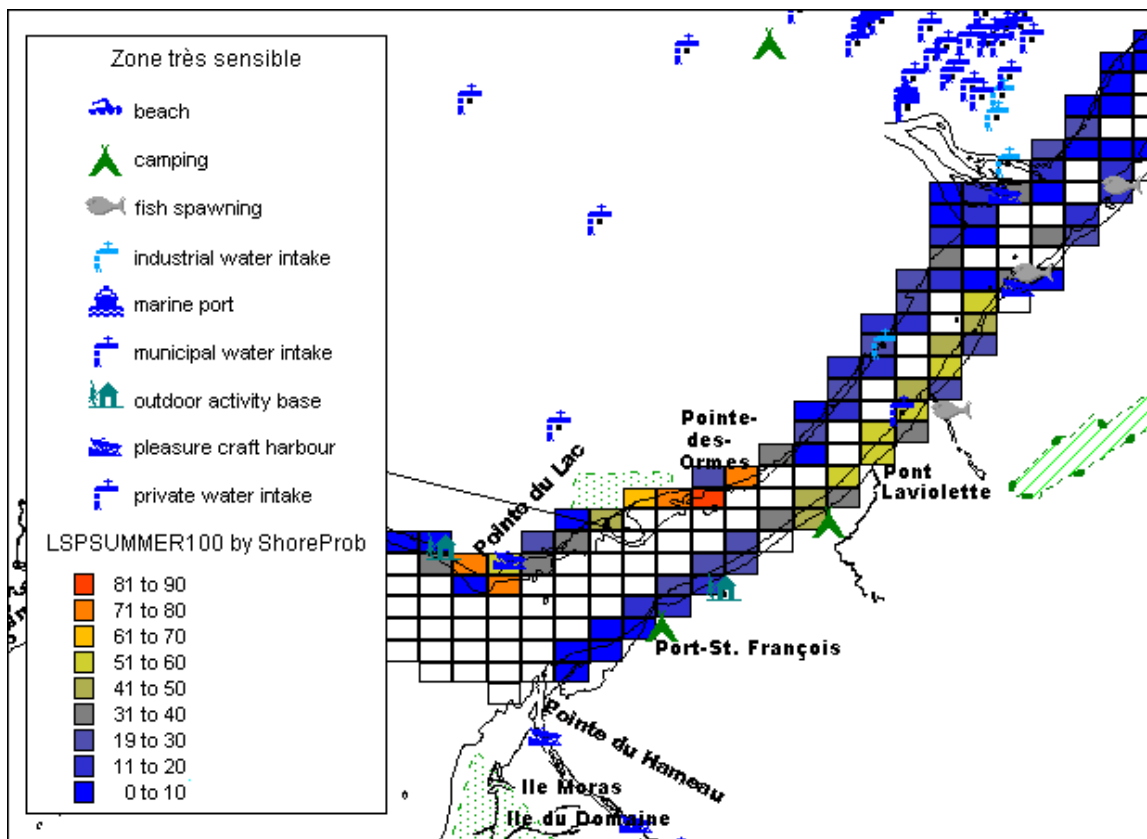 Zone très sensible
beach
camping
fish spawning
industrial water intake
marine port
municipal water intake
outdoor activity base
pleasure craft harbour
private water intake
LSPSUMMER100 by ShoreProb
81 to 90
71 to 80
61 to 70
51 to 60
41 to 50
31 to 40
19 to 30
11 to 20
0 to 10
Pointe-
des-
Ormes
Pointe du Lac
Pont
Laviolette
Port-St. François
Pointe du Hameau
Ile Moras
Ile du Domaine